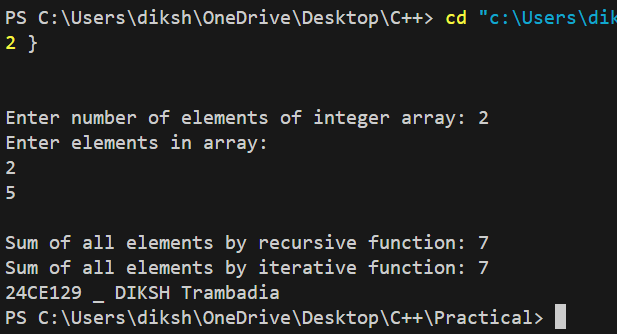 PS C:\Users\diksh\OneDrive\Desktop\C++> cd "c:\Users\dik
2 }
Enter number of elements of integer array: 2
Enter elements in array:
2
5
Sum of all elements by recursive function: 7
Sum of all elements by iterative function: 7
24CE129 _ DIKSH Trambadia
PS C:\Users\diksh\OneDrive\Desktop\C++\Practical>